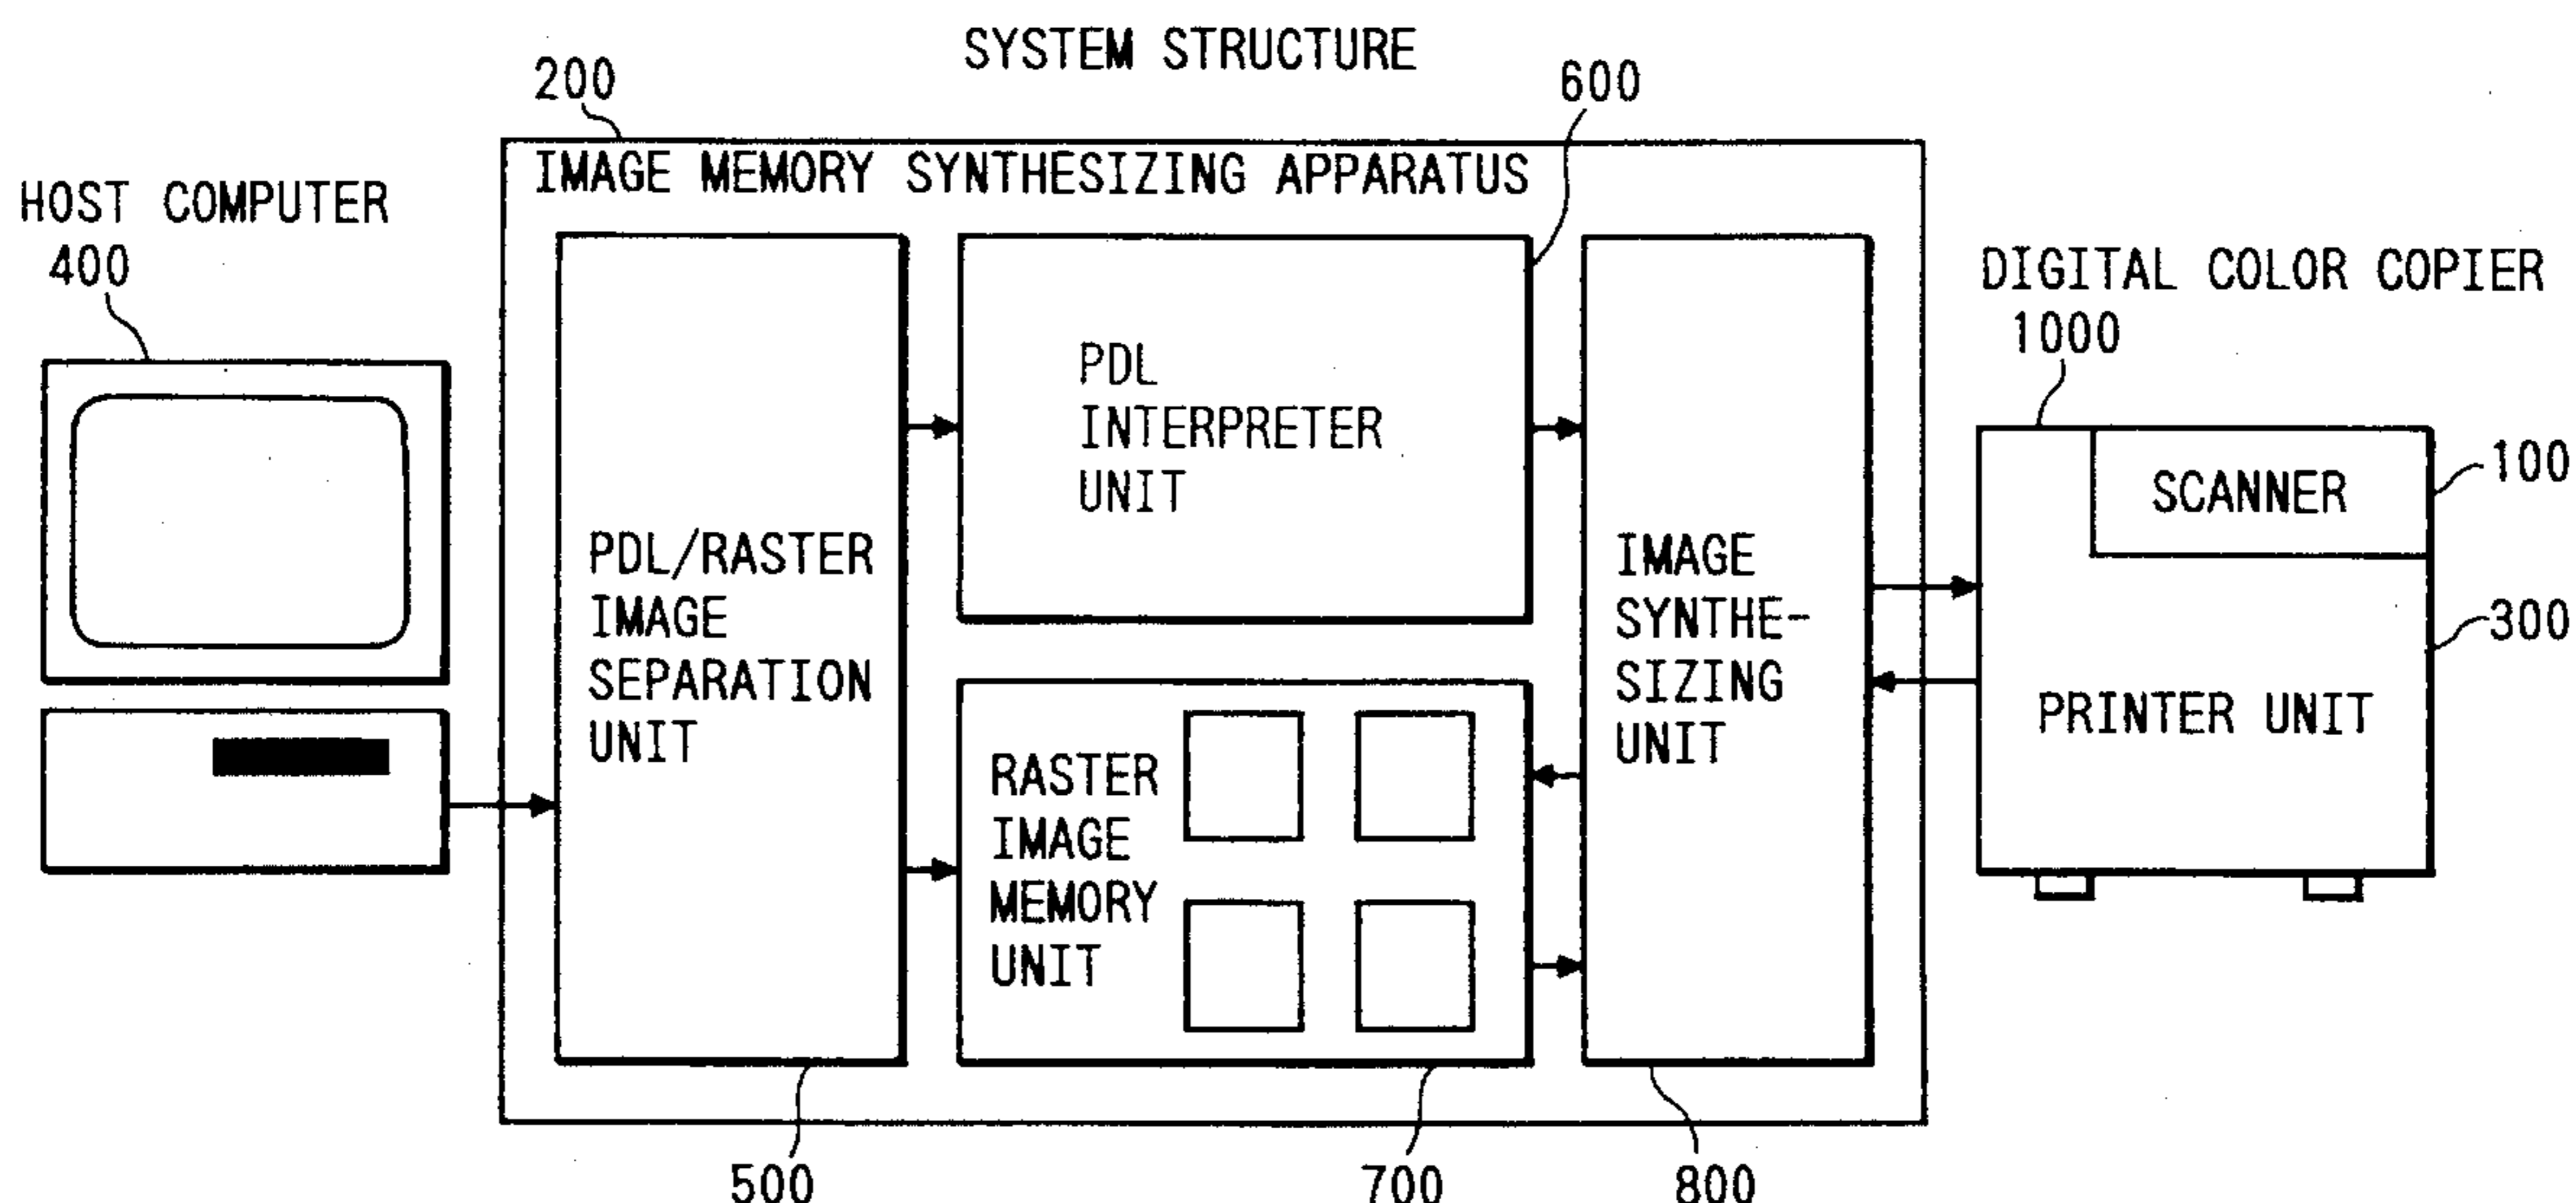 SYSTEM STRUCTURE
200
600
IMAGE MEMORY SYNTHESIZING APPARATUS
HOST COMPUTER
400
DIGITAL COLOR COPIER
1000
PDL
INTERPRETER
UNIT
SCANNER
100
PDL/RASTER
IMAGE
SEPARATION
UNIT
IMAGE
SYNTHE-
SIZING
UNIT
300
PRINTER UNIT
RASTER
IMAGE
MEMORY
UNIT
500
700
800